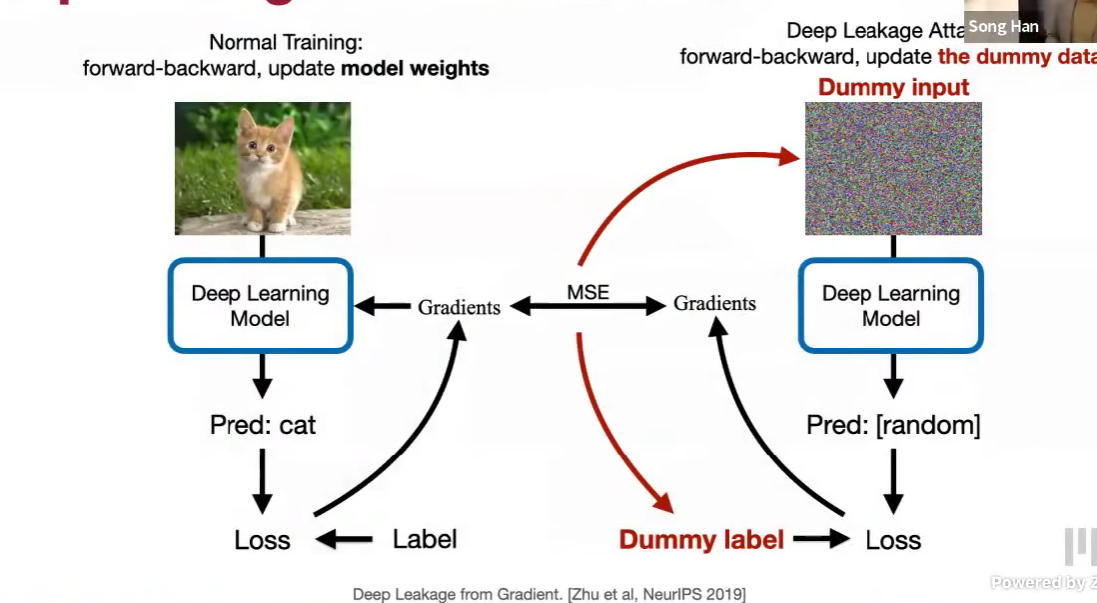 Song Han
Normal Training:
forward-backward, update model weights
Deep Leakage Atta
forward-backward, update the dummy data
Dummy input
Deep Learning
Model
Gradients
MSE
Gradients
Deep Learning
Model
Pred: cat
Pred: [random]
Loss
Label
Dummy label
Loss
Powered by Z
Deep Leakage from Gradient. [Zhu et al, NeurIPS 2019]